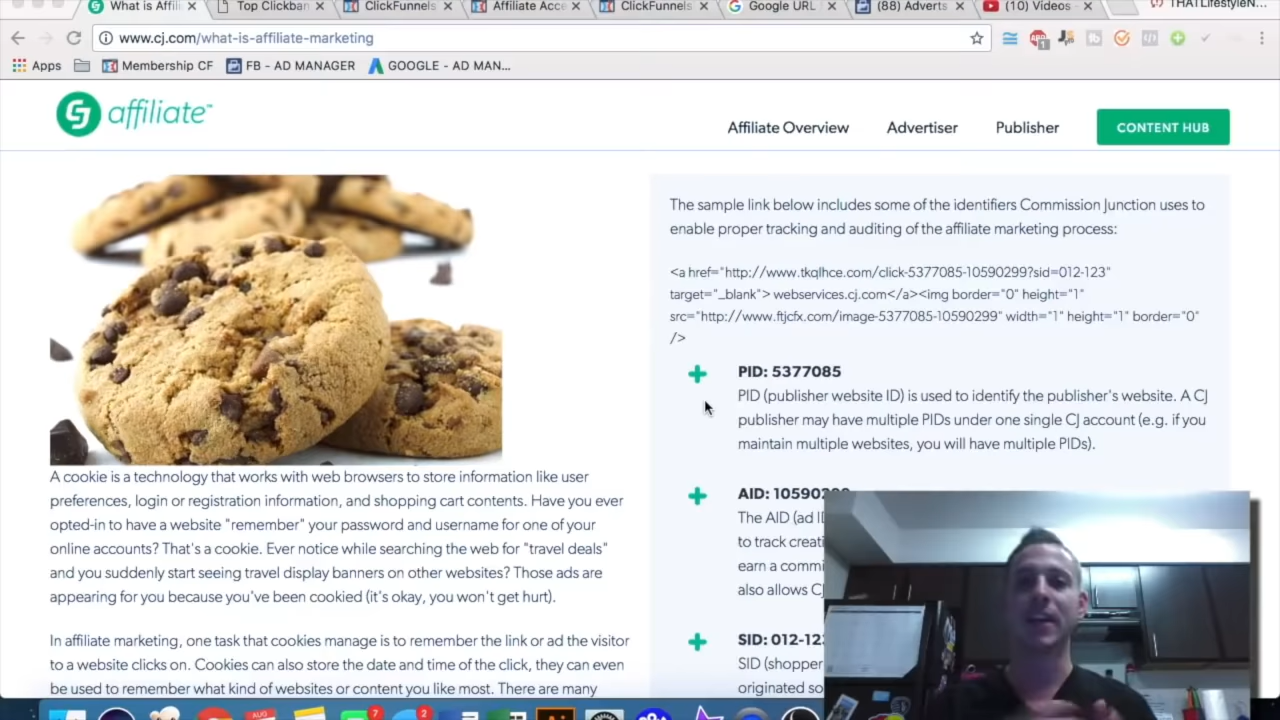 What is Affili
Top Clickban
ClickFunnels
Affiliate Acce
ClickFunnels
Google URL
(88) Adverts
(10) Videos -
THATLifestyleN...
www.cj.com/what-is-affiliate-marketing
Apps
Membership CF
FB - AD MANAGER
GOOGLE - AD MAN...
CJ affiliate™
Affiliate Overview
Advertiser
Publisher
CONTENT HUB
A cookie is a technology that works with web browsers to store information like user
preferences, login or registration information, and shopping cart contents. Have you ever
opted-in to have a website "remember" your password and username for one of your
online accounts? That's a cookie. Ever notice while searching the web for "travel deals"
and you suddenly start seeing travel display banners on other websites? Those ads are
appearing for you because you've been cookied (it's okay, you won't get hurt).
In affiliate marketing, one task that cookies manage is to remember the link or ad the visitor
to a website clicks on. Cookies can also store the date and time of the click, they can even
be used to remember what kind of websites or content you like most. There are many
The sample link below includes some of the identifiers Commission Junction uses to
enable proper tracking and auditing of the affiliate marketing process:
<a href="http://www.tkqlhce.com/click-5377085-10590299?sid=012-123"
target="_blank"> webservices.cj.com</a><img border="0" height="1"
src="http://www.ftjcfx.com/image-5377085-10590299" width="1" height="1" border="0"
/>
PID: 5377085
PID (publisher website ID) is used to identify the publisher's website. A CJ
publisher may have multiple PIDs under one single CJ account (e.g. if you
maintain multiple websites, you will have multiple PIDs).
AID: 10590299
The AID (ad ID
to track creati
earn a commi
also allows CJ
SID: 012-123
SID (shopper
originated so
AUG
7
2